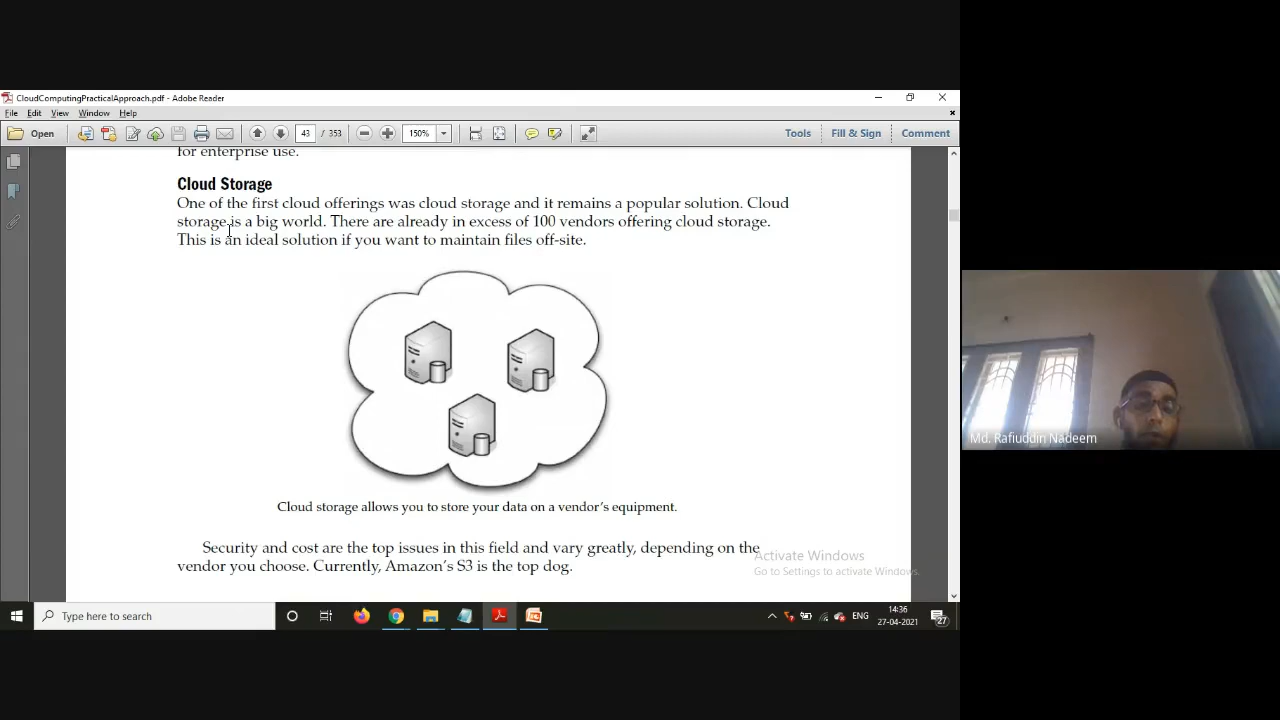 CloudComputingPracticalApproach.pdf - Adobe Reader
File Edit View Window Help
Open 43 / 353 150% Tools Fill & Sign Comment
for enterprise use.
Cloud Storage
One of the first cloud offerings was cloud storage and it remains a popular solution. Cloud
storage is a big world. There are already in excess of 100 vendors offering cloud storage.
This is an ideal solution if you want to maintain files off-site.
Cloud storage allows you to store your data on a vendor's equipment.
Security and cost are the top issues in this field and vary greatly, depending on the
vendor you choose. Currently, Amazon's S3 is the top dog.
Activate Windows
Go to Settings to activate Windows.
Md. Rafiuddin Nadeem
Type here to search
ENG
14:36
27-04-2021
27